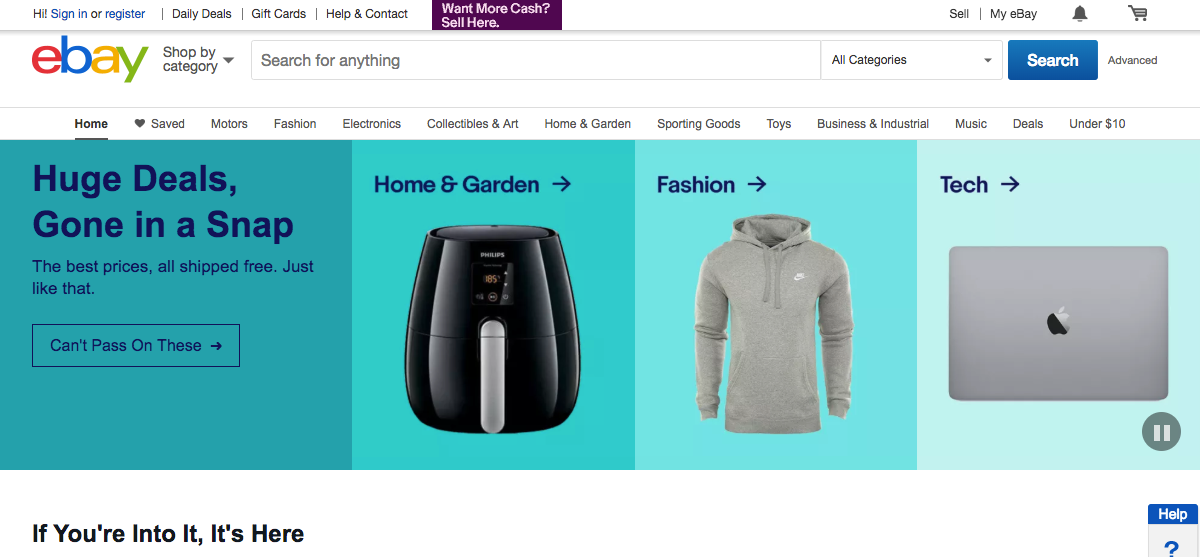 Hi! Sign in or register
Daily Deals
Gift Cards
Help & Contact
Want More Cash?
Sell Here.
Sell
My eBay
ebay
Shop by
category
Search for anything
All Categories
Search
Advanced
Home
Saved
Motors
Fashion
Electronics
Collectibles & Art
Home & Garden
Sporting Goods
Toys
Business & Industrial
Music
Deals
Under $10
Huge Deals,
Gone in a Snap
The best prices, all shipped free. Just
like that.
Can't Pass On These →
Home & Garden →
PHILIPS
185°
Fashion →
Tech →
If You're Into It, It's Here
Help
?